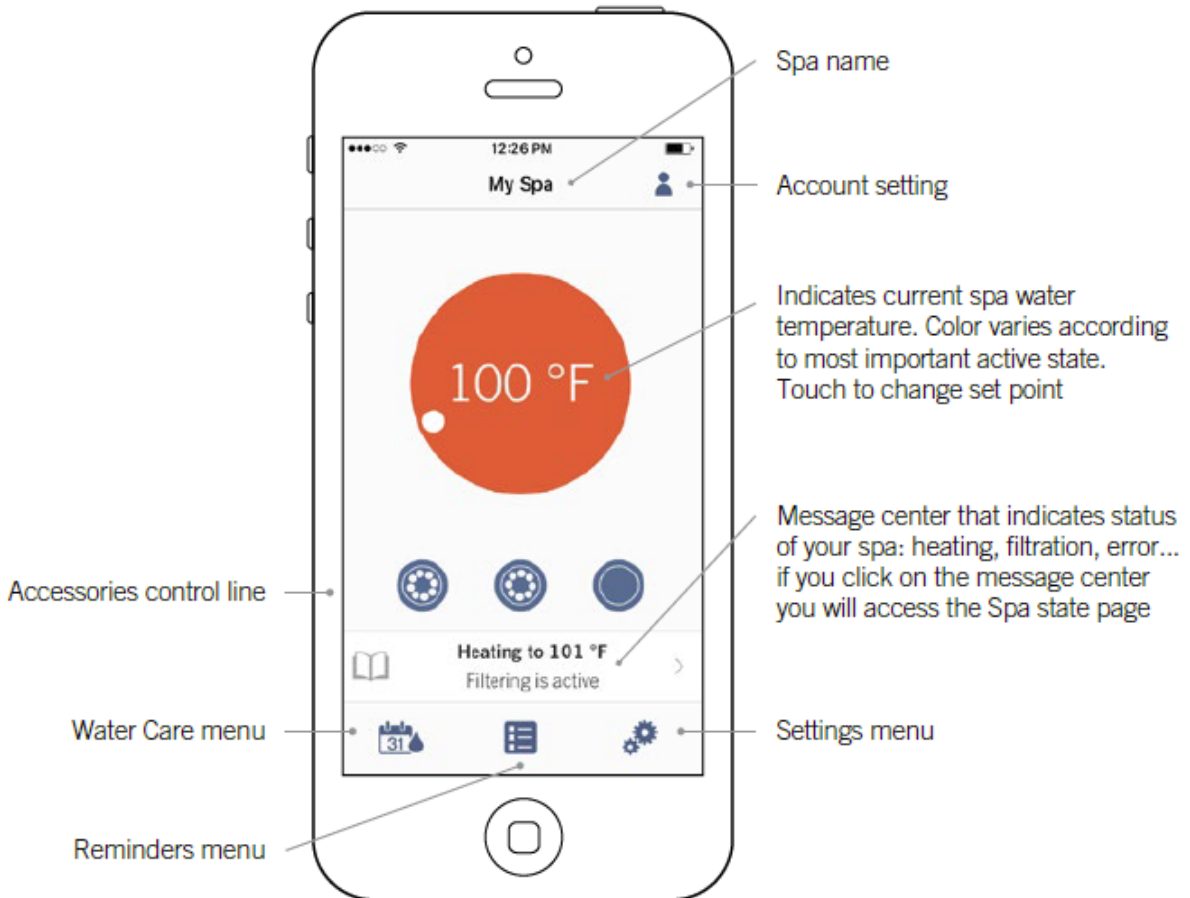 Spa name
12:26 PM
My Spa
Account setting
Indicates current spa water
temperature. Color varies according
to most important active state.
Touch to change set point
100 °F
Message center that indicates status
of your spa: heating, filtration, error...
if you click on the message center
you will access the Spa state page
Accessories control line
Heating to 101 °F
Filtering is active
Water Care menu
31
Settings menu
Reminders menu